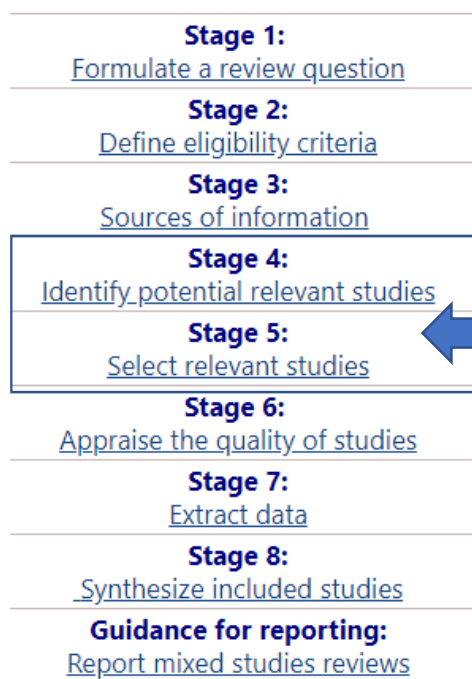 Stage 1:
Formulate a review question
Stage 2:
Define eligibility criteria
Stage 3:
Sources of information
Stage 4:
Identify potential relevant studies
Stage 5:
Select relevant studies
Stage 6:
Appraise the quality of studies
Stage 7:
Extract data
Stage 8:
Synthesize included studies
Guidance for reporting:
Report mixed studies reviews